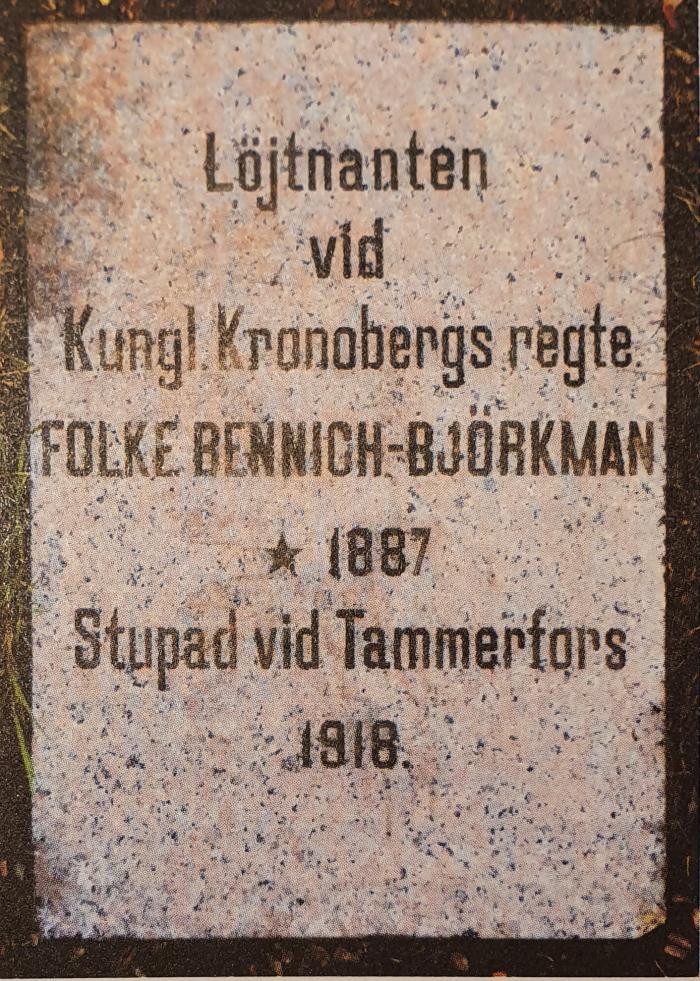 Löjtnanten
vid
Kungl. Kronobergs regte.
FOLKE BENNICH-BJÖRKMAN
★ 1887
Stupad vid Tammerfors
1918.